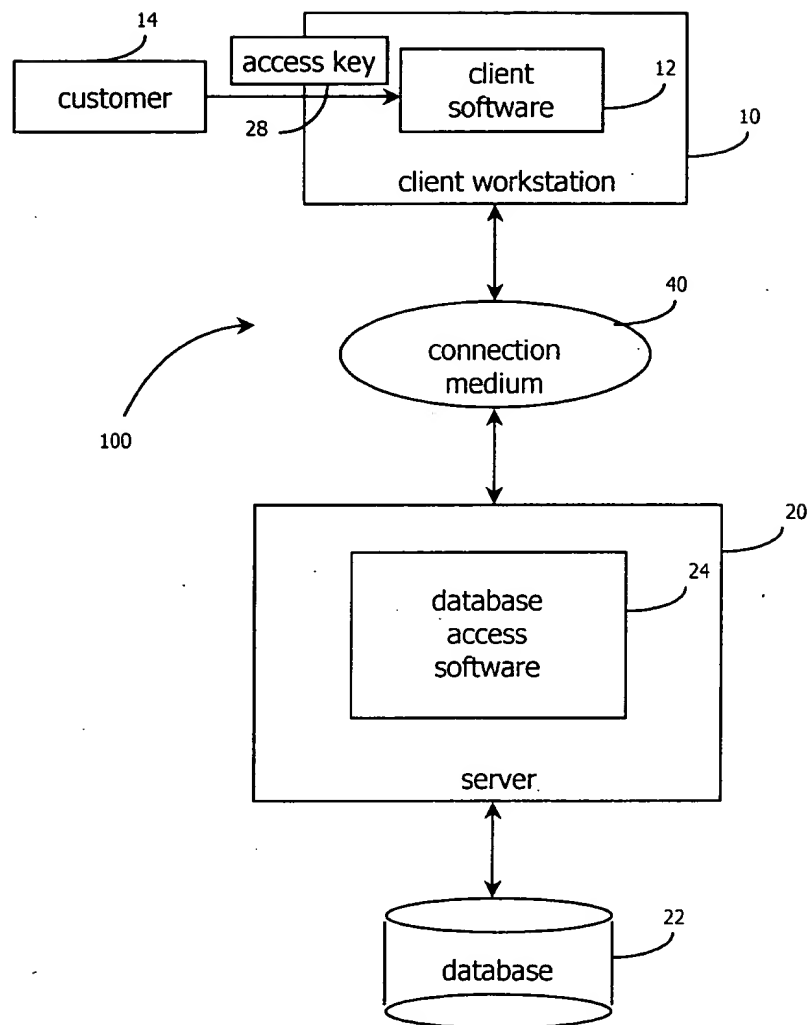 14
customer
access key
28
client
software
12
10
client workstation
40
connection
medium
100
20
24
database
access
software
server
22
database